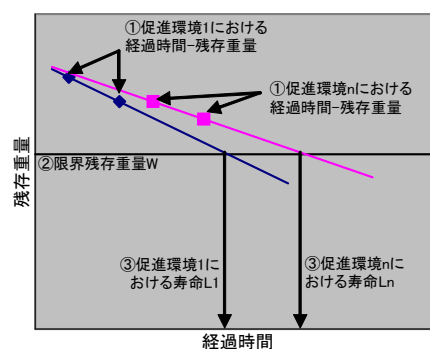 ①促進環境1における
経過時間-残存重量
①促進環境nにおける
経過時間-残存重量
②限界残存重量W
残存重量
③促進環境1に
おける寿命L1
③促進環境nに
おける寿命Ln
経過時間